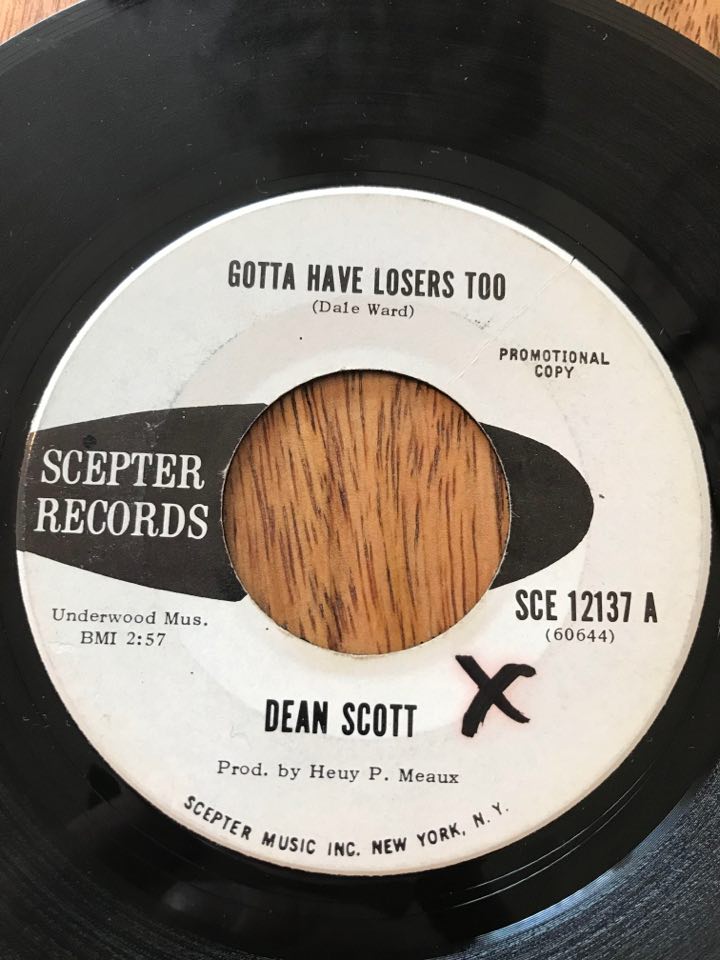 GOTTA HAVE LOSERS TOO
(Dale Ward)
PROMOTIONAL
COPY
SCEPTER
RECORDS
Underwood Mus.
BMI 2:57
SCE 12137 A
(60644)
X
DEAN SCOTT
Prod. by Heuy P. Meaux
SCEPTER MUSIC INC. NEW YORK, N. Y.